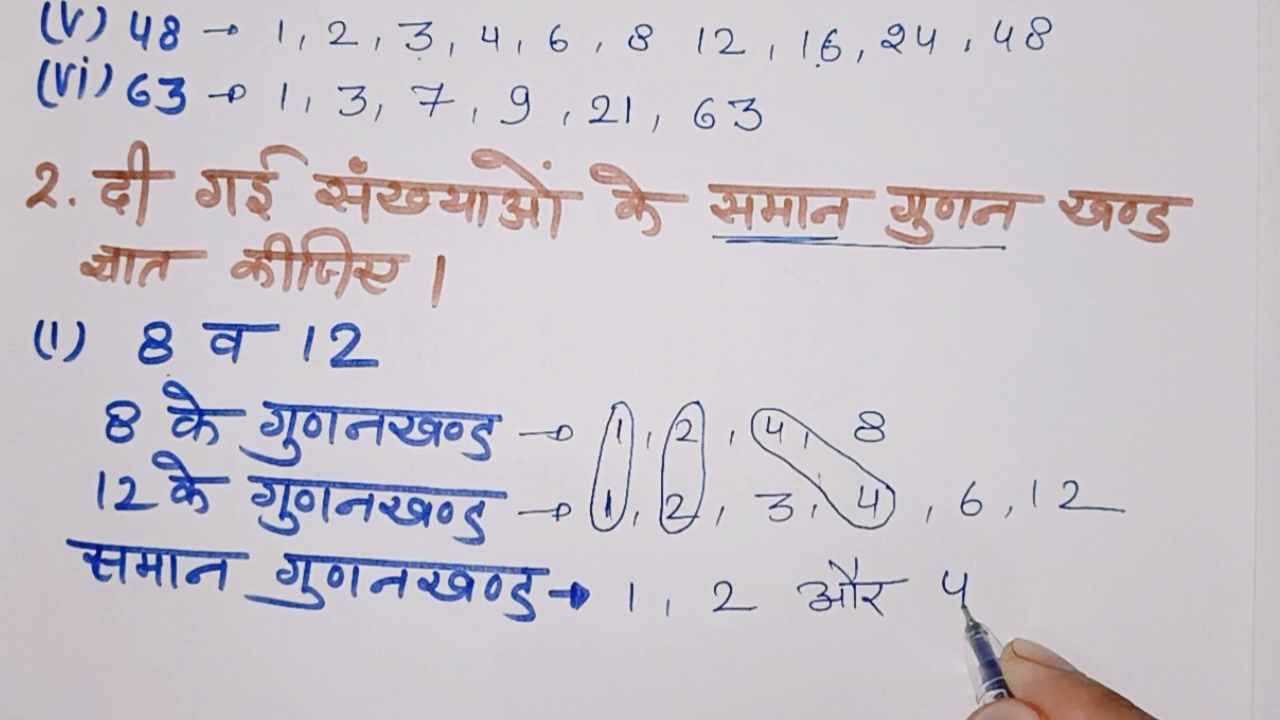 (v) 48 → 1, 2, 3, 4, 6, 8 12, 16, 24, 48
(vi) 63 → 1, 3, 7, 9, 21, 63
2. दी गई संख्याओं के समान गुणन खण्ड
ज्ञात कीजिए।
(1) 8 व 12
8 के गुणनखण्ड → 1, 2, 4, 8
12 के गुणनखण्ड → 1, 2, 3, 4, 6, 12
समान गुणनखण्ड → 1, 2 और 4